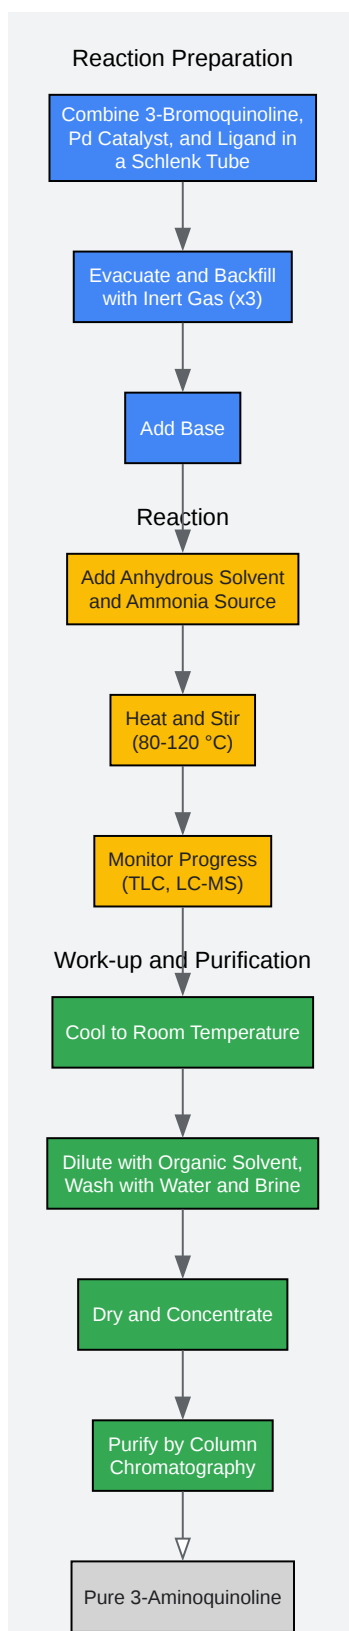 Reaction Preparation
Combine 3-Bromoquinoline,
Pd Catalyst, and Ligand in
a Schlenk Tube
Evacuate and Backfill
with Inert Gas (x3)
Add Base
Reaction
Add Anhydrous Solvent
and Ammonia Source
Heat and Stir
(80-120 °C)
Monitor Progress
(TLC, LC-MS)
Work-up and Purification
Cool to Room Temperature
Dilute with Organic Solvent,
Wash with Water and Brine
Dry and Concentrate
Purify by Column
Chromatography
Pure 3-Aminoquinoline